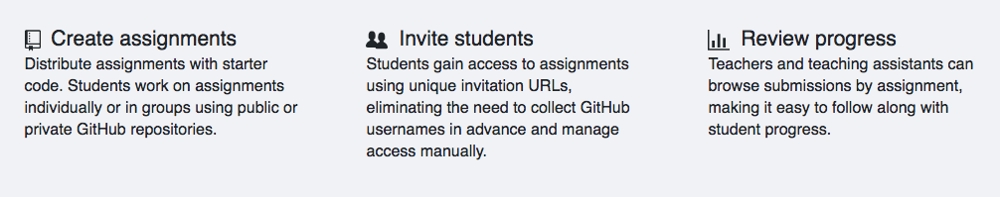 Create assignments
Distribute assignments with starter
code. Students work on assignments
individually or in groups using public or
private GitHub repositories.
Invite students
Students gain access to assignments
using unique invitation URLs,
eliminating the need to collect GitHub
usernames in advance and manage
access manually.
Review progress
Teachers and teaching assistants can
browse submissions by assignment,
making it easy to follow along with
student progress.